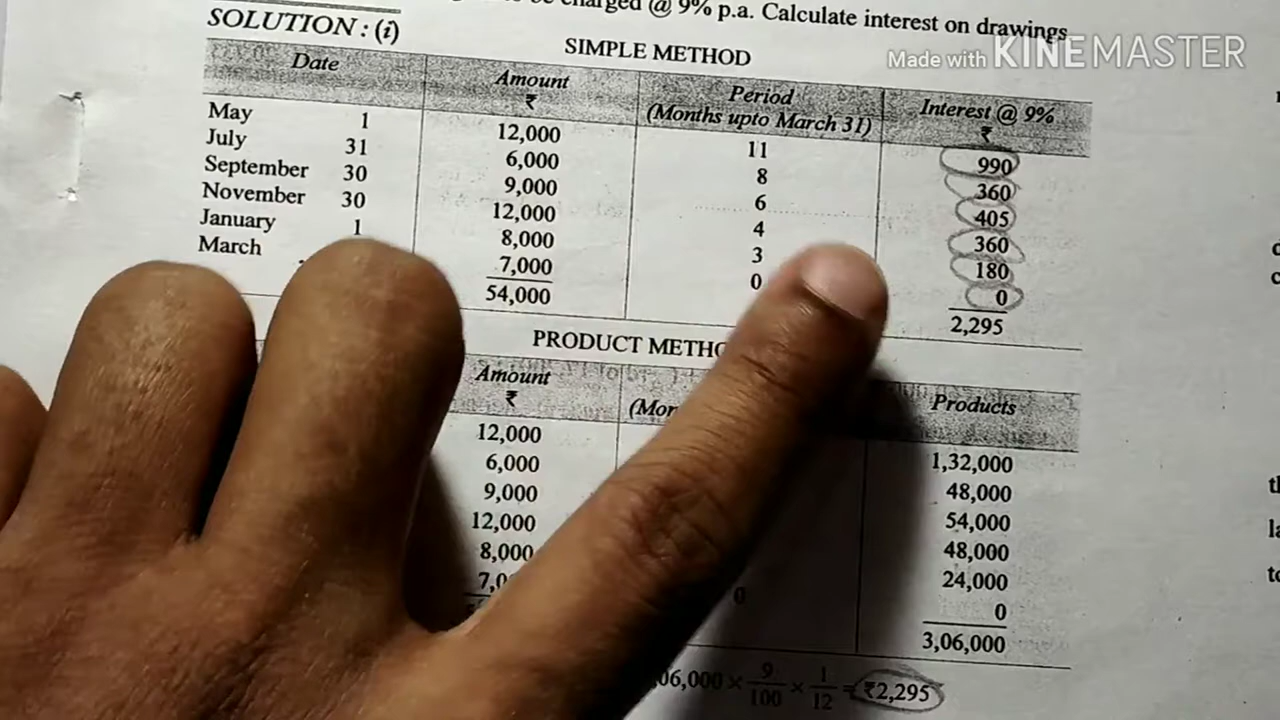 be charged @ 9% p.a. Calculate interest on drawings
Made with KINEMASTER
SOLUTION : (i)
SIMPLE METHOD
Date Amount ₹ Period (Months upto March 31) Interest @ 9% ₹
May 1 12,000 11 990
July 31 6,000 8 360
September 30 9,000 6 405
November 30 12,000 4 360
January 1 8,000 3 180
March 7,000 0 0
54,000 2,295
PRODUCT METHO
Amount ₹ (Mon Products
12,000 1,32,000
6,000 48,000
9,000 54,000
12,000 48,000
8,000 24,000
7,0 0 0
3,06,000
06,000 × 9/100 × 1/12 = ₹2,295